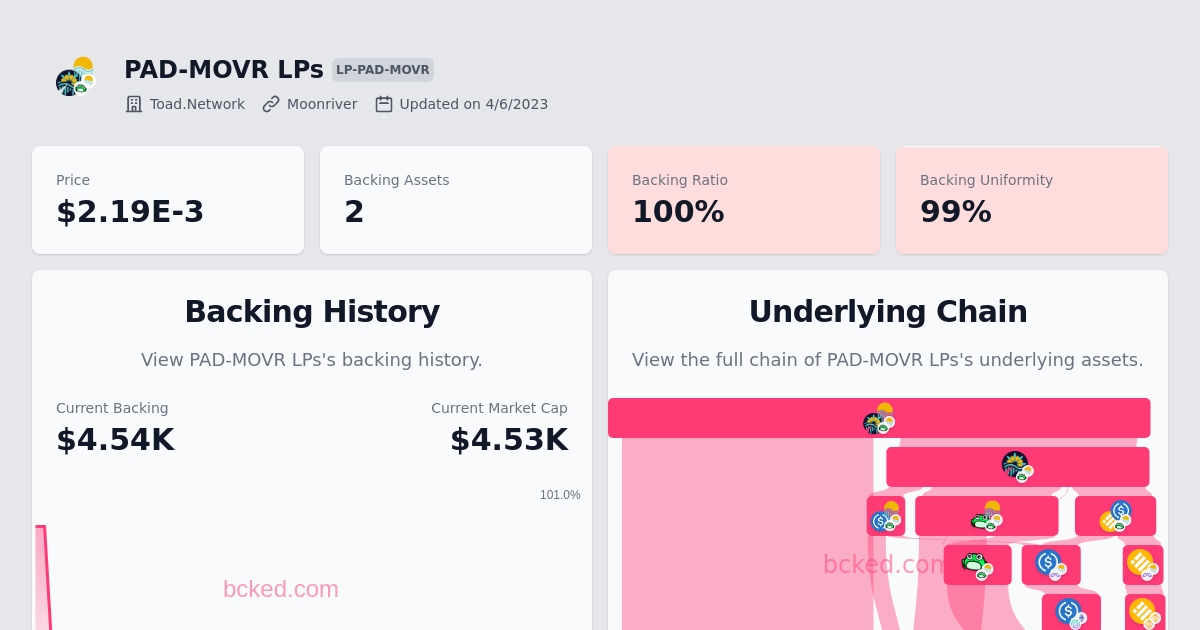 PAD-MOVR LPs LP-PAD-MOVR
Toad.Network Moonriver Updated on 4/6/2023
Price
$2.19E-3
Backing Assets
2
Backing Ratio
100%
Backing Uniformity
99%
Backing History
View PAD-MOVR LPs's backing history.
Current Backing
$4.54K
Current Market Cap
$4.53K
101.0%
bcked.com
Underlying Chain
View the full chain of PAD-MOVR LPs's underlying assets.
bcked.com